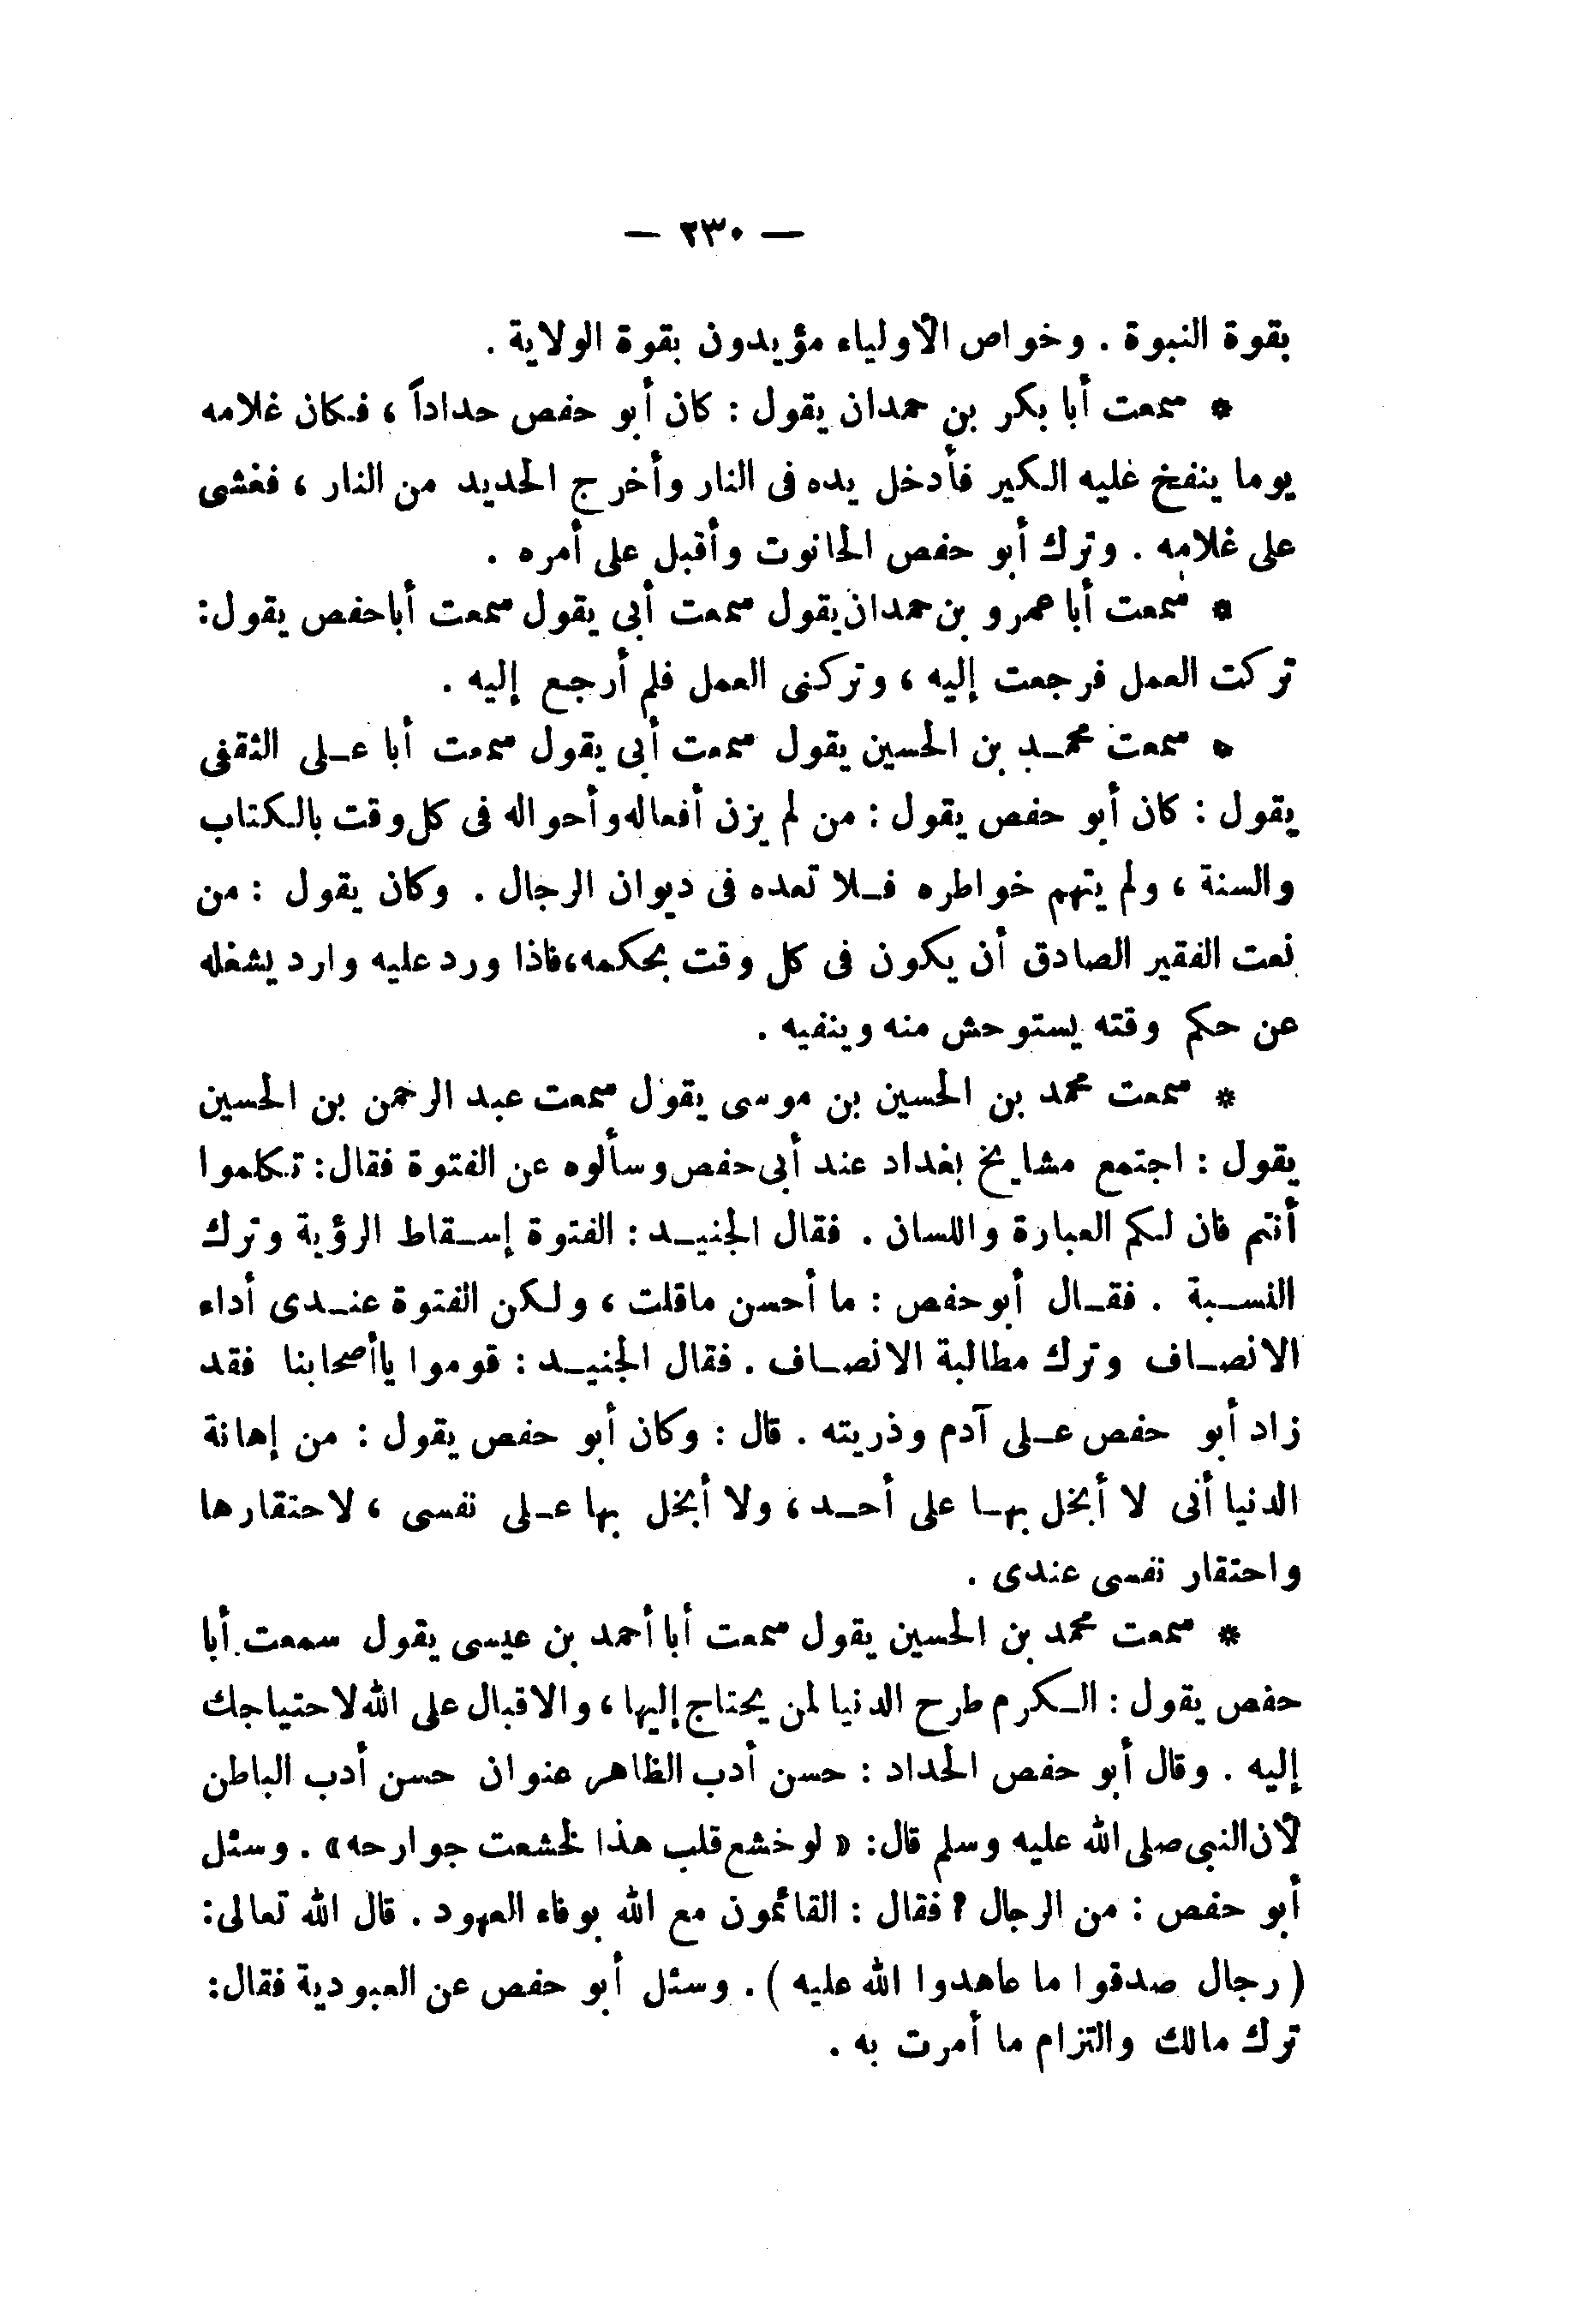 — ٢٣٠ —
بقوة النبوة . وخواص الأولياء مؤيدون بقوة الولاية .
* سمعت أبا بكر بن حمدان يقول : كان أبو حفص حداداً ، فكان غلامه
يوما ينفخ عليه الكير فأدخل يده فى النار وأخرج الحديد من النار ، فغشى
على غلامه . وترك أبو حفص الحانوت وأقبل على أمره .
* سمعت أبا عمرو بن حمدان يقول سمعت أبى يقول سمعت أبا حفص يقول:
تركت العمل فرجعت إليه ، وتركنى العمل فلم أرجع إليه .
* سمعت محمد بن الحسين يقول سمعت أبى يقول سمعت أبا على الثقفى
يقول : كان أبو حفص يقول : من لم يزن أفعاله وأحواله فى كل وقت بالكتاب
والسنة ، ولم يتهم خواطره فلا تعده فى ديوان الرجال . وكان يقول : من
نعت الفقير الصادق أن يكون فى كل وقت بحكمه،فاذا ورد عليه وارد يشغله
عن حكم وقته يستوحش منه وينفيه .
* سمعت محمد بن الحسين بن موسى يقول سمعت عبد الرحمن بن الحسين
يقول : اجتمع مشايخ بغداد عند أبى حفص وسألوه عن الفتوة فقال: تكلموا
أنتم فان لكم العبارة واللسان . فقال الجنيد : الفتوة إسقاط الرؤية وترك
النسبة . فقال أبو حفص : ما أحسن ماقلت ، ولكن الفتوة عندى أداء
الانصاف وترك مطالبة الانصاف . فقال الجنيد : قوموا ياأصحابنا فقد
زاد أبو حفص على آدم وذريته . قال : وكان أبو حفص يقول : من إهانة
الدنيا أنى لا أبخل بها على أحد ، ولا أبخل بها على نفسى ، لاحتقارها
واحتقار نفسى عندى .
* سمعت محمد بن الحسين يقول سمعت أبا أحمد بن عيسى يقول سمعت أبا
حفص يقول : الكرم طرح الدنيا لمن يحتاج إليها ، والاقبال على الله لاحتياجك
إليه . وقال أبو حفص الحداد : حسن أدب الظاهر عنوان حسن أدب الباطن
لأن النبى صلى الله عليه وسلم قال: « لو خشع قلب هذا لخشعت جوارحه» . وسئل
أبو حفص : من الرجال ؟ فقال : القائمون مع الله بوفاء العهود . قال الله تعالى:
( رجال صدقوا ما عاهدوا الله عليه ) . وسئل أبو حفص عن العبودية فقال:
ترك مالك والتزام ما أمرت به .